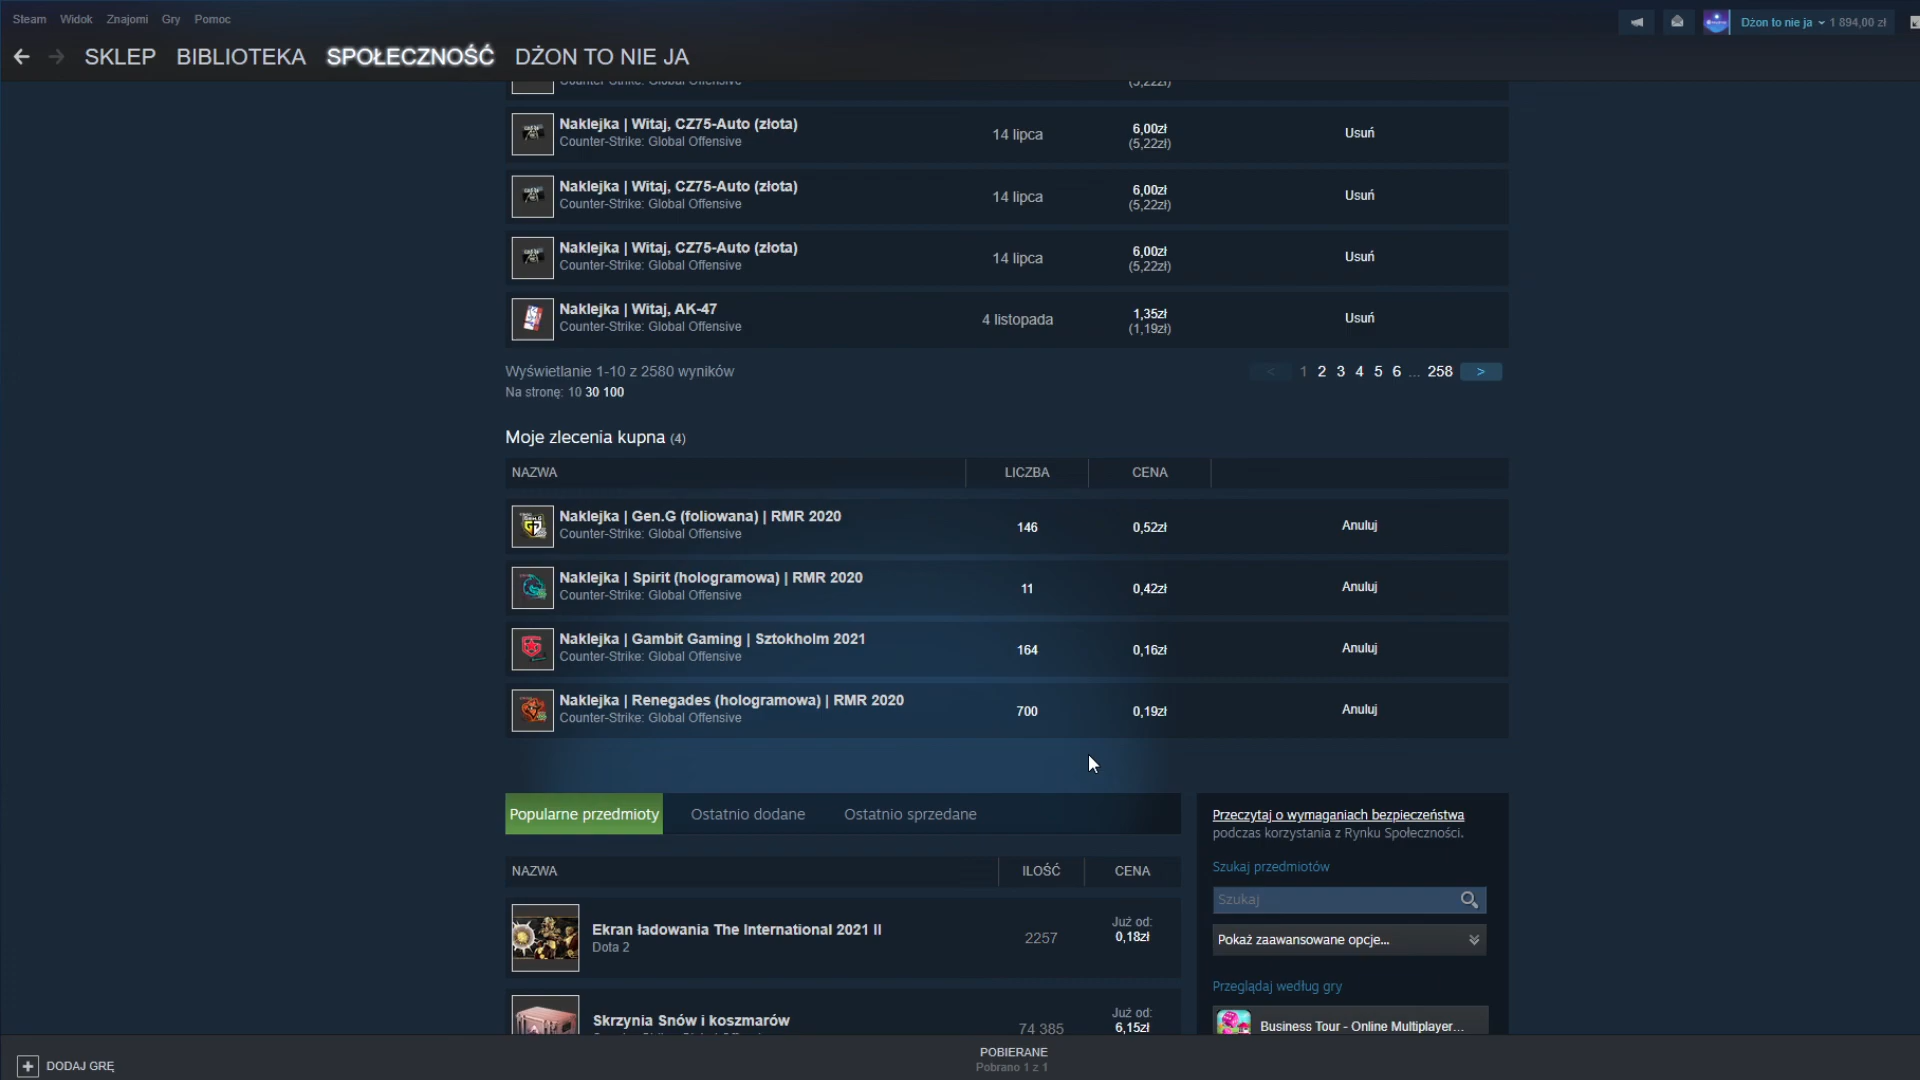 Steam Widok Znajomi Gry Pomoc
Dżon to nie ja 1 894,00 zł
SKLEP BIBLIOTEKA SPOŁECZNOŚĆ DŻON TO NIE JA
Counter-Strike: Global Offensive (5,22zł)
Naklejka | Witaj, CZ75-Auto (złota)
Counter-Strike: Global Offensive
14 lipca
6,00zł
(5,22zł)
Usuń
Naklejka | Witaj, CZ75-Auto (złota)
Counter-Strike: Global Offensive
14 lipca
6,00zł
(5,22zł)
Usuń
Naklejka | Witaj, CZ75-Auto (złota)
Counter-Strike: Global Offensive
14 lipca
6,00zł
(5,22zł)
Usuń
Naklejka | Witaj, AK-47
Counter-Strike: Global Offensive
4 listopada
1,35zł
(1,19zł)
Usuń
Wyświetlanie 1-10 z 2580 wyników
< 1 2 3 4 5 6 ... 258 >
Na stronę: 10 30 100
Moje zlecenia kupna (4)
NAZWA LICZBA CENA
Naklejka | Gen.G (foliowana) | RMR 2020
Counter-Strike: Global Offensive
146
0,52zł
Anuluj
Naklejka | Spirit (hologramowa) | RMR 2020
Counter-Strike: Global Offensive
11
0,42zł
Anuluj
Naklejka | Gambit Gaming | Sztokholm 2021
Counter-Strike: Global Offensive
164
0,16zł
Anuluj
Naklejka | Renegades (hologramowa) | RMR 2020
Counter-Strike: Global Offensive
700
0,19zł
Anuluj
Popularne przedmioty Ostatnio dodane Ostatnio sprzedane
NAZWA ILOŚĆ CENA
Ekran ładowania The International 2021 II
Dota 2
2257
Już od:
0,18zł
Skrzynia Snów i koszmarów
74 385
Już od:
6,15zł
Przeczytaj o wymaganiach bezpieczeństwa
podczas korzystania z Rynku Społeczności.
Szukaj przedmiotów
Szukaj
Pokaż zaawansowane opcje...
Przeglądaj według gry
Business Tour - Online Multiplayer...
+ DODAJ GRĘ
POBIERANE
Pobrano 1 z 1